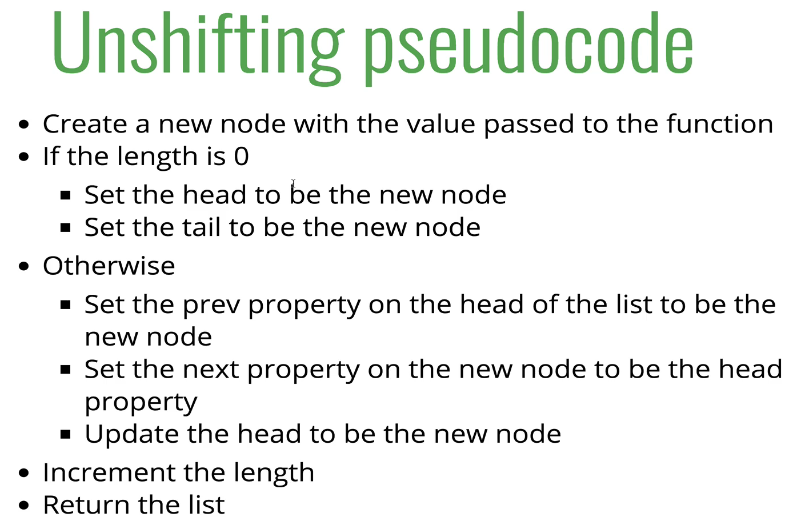 Unshifting pseudocode
• Create a new node with the value passed to the function
• If the length is 0
▪ Set the head to be the new node
▪ Set the tail to be the new node
• Otherwise
▪ Set the prev property on the head of the list to be the
new node
▪ Set the next property on the new node to be the head
property
▪ Update the head to be the new node
• Increment the length
• Return the list